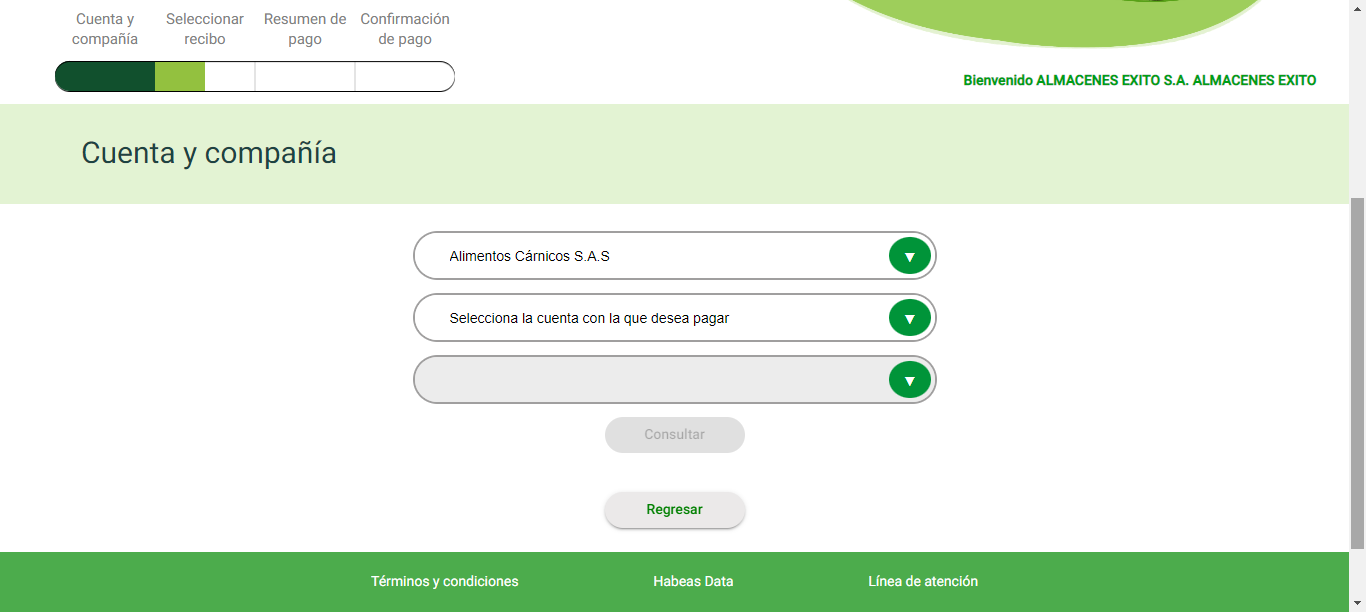 Cuenta y compañía
Seleccionar recibo
Resumen de pago
Confirmación de pago
Bienvenido ALMACENES EXITO S.A. ALMACENES EXITO
Cuenta y compañía
Alimentos Cárnicos S.A.S
Selecciona la cuenta con la que desea pagar
Consultar
Regresar
Términos y condiciones
Habeas Data
Línea de atención